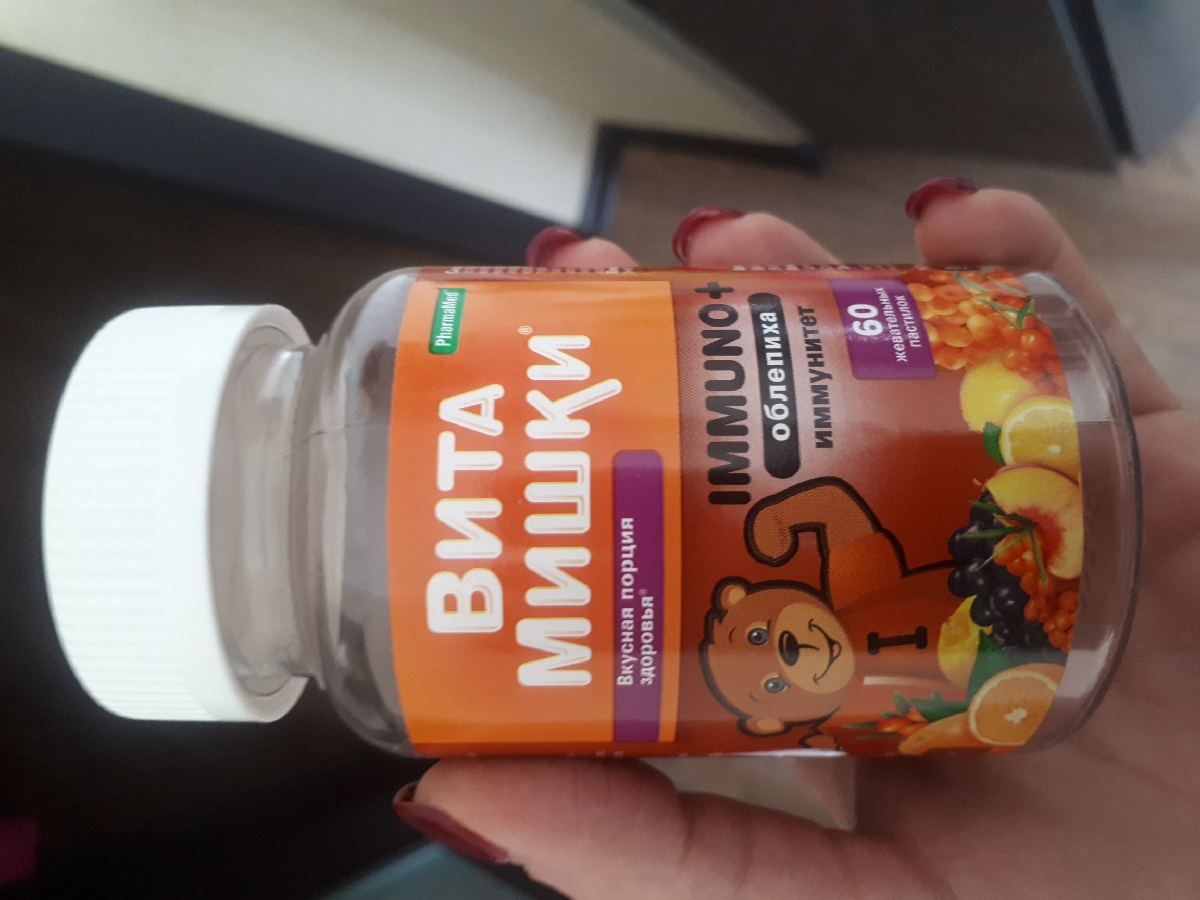 PharmaMed®
ВИТА
МИШКИ®
Вкусная порция
здоровья®
IMMUNO+
облепиха
иммунитет
60
жевательных
пастилок
I